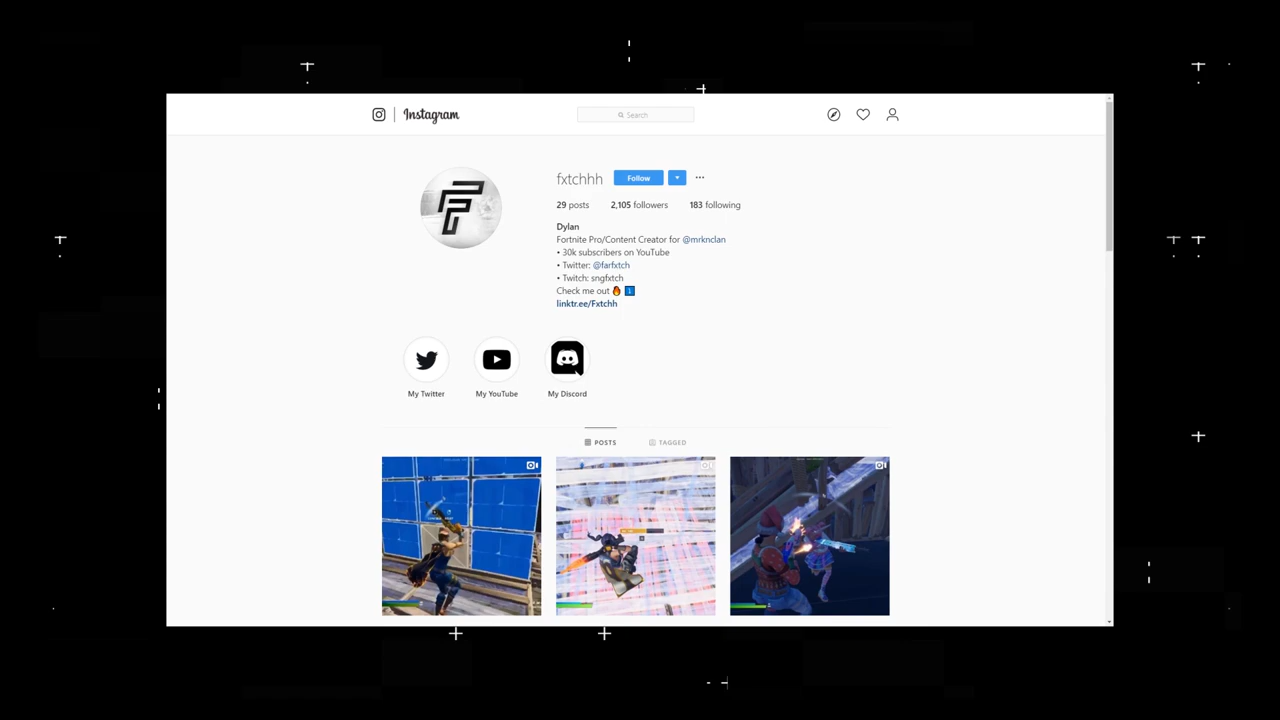 Instagram
Search
fxtchhh Follow
29 posts 2,105 followers 183 following
Dylan
Fortnite Pro/Content Creator for @mrknclan
• 30k subscribers on YouTube
• Twitter: @farfxtch
• Twitch: sngfxtch
Check me out 🔥
linktr.ee/Fxtchh
My Twitter My YouTube My Discord
POSTS TAGGED